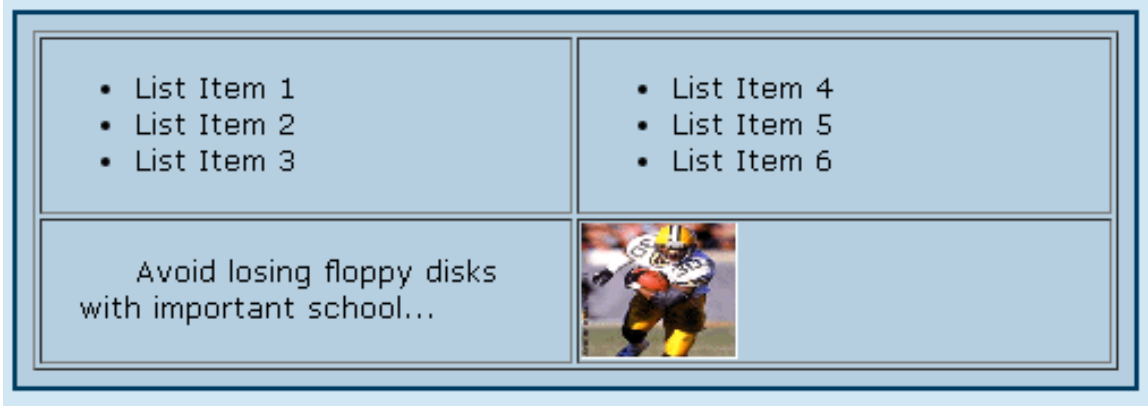 • List Item 1
• List Item 2
• List Item 3
• List Item 4
• List Item 5
• List Item 6
Avoid losing floppy disks
with important school...